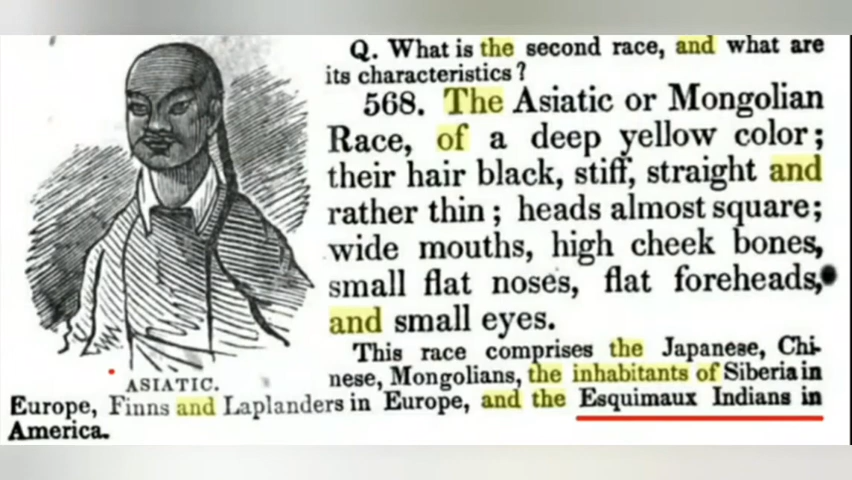 Q. What is the second race, and what are
its characteristics?
568. The Asiatic or Mongolian
Race, of a deep yellow color;
their hair black, stiff, straight and
rather thin; heads almost square;
wide mouths, high cheek bones,
small flat noses, flat foreheads,
and small eyes.
This race comprises the Japanese, Chi-
nese, Mongolians, the inhabitants of Siberia in
ASIATIC.
Europe, Finns and Laplanders in Europe, and the Esquimaux Indians in
America.